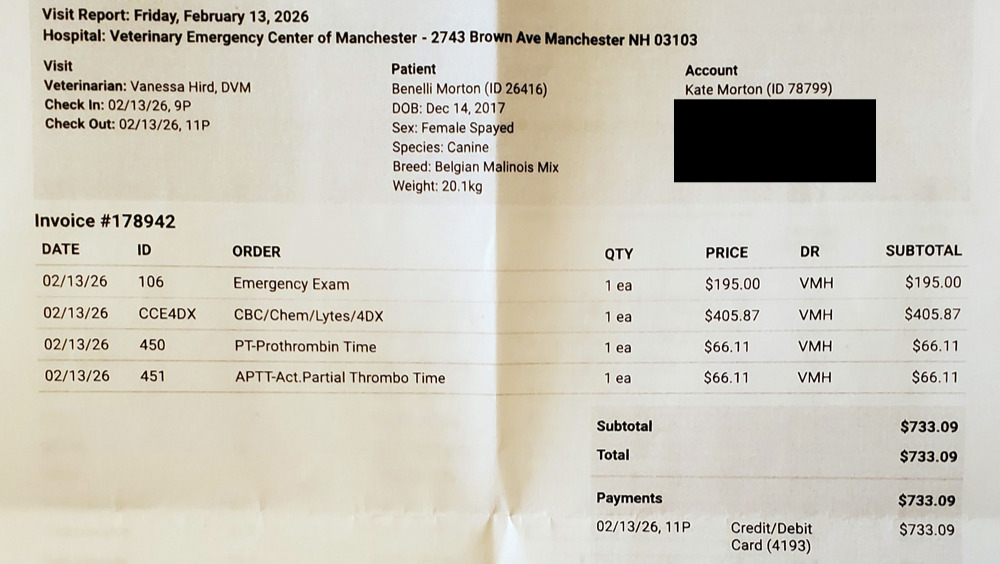 Visit Report: Friday, February 13, 2026
Hospital: Veterinary Emergency Center of Manchester - 2743 Brown Ave Manchester NH 03103
Visit
Veterinarian: Vanessa Hird, DVM
Check In: 02/13/26, 9P
Check Out: 02/13/26, 11P
Patient
Benelli Morton (ID 26416)
DOB: Dec 14, 2017
Sex: Female Spayed
Species: Canine
Breed: Belgian Malinois Mix
Weight: 20.1kg
Account
Kate Morton (ID 78799)
Invoice #178942
DATE ID ORDER QTY PRICE DR SUBTOTAL
02/13/26 106 Emergency Exam 1 ea $195.00 VMH $195.00
02/13/26 CCE4DX CBC/Chem/Lytes/4DX 1 ea $405.87 VMH $405.87
02/13/26 450 PT-Prothrombin Time 1 ea $66.11 VMH $66.11
02/13/26 451 APTT-Act.Partial Thrombo Time 1 ea $66.11 VMH $66.11
Subtotal $733.09
Total $733.09
Payments $733.09
02/13/26, 11P Credit/Debit $733.09
Card (4193)